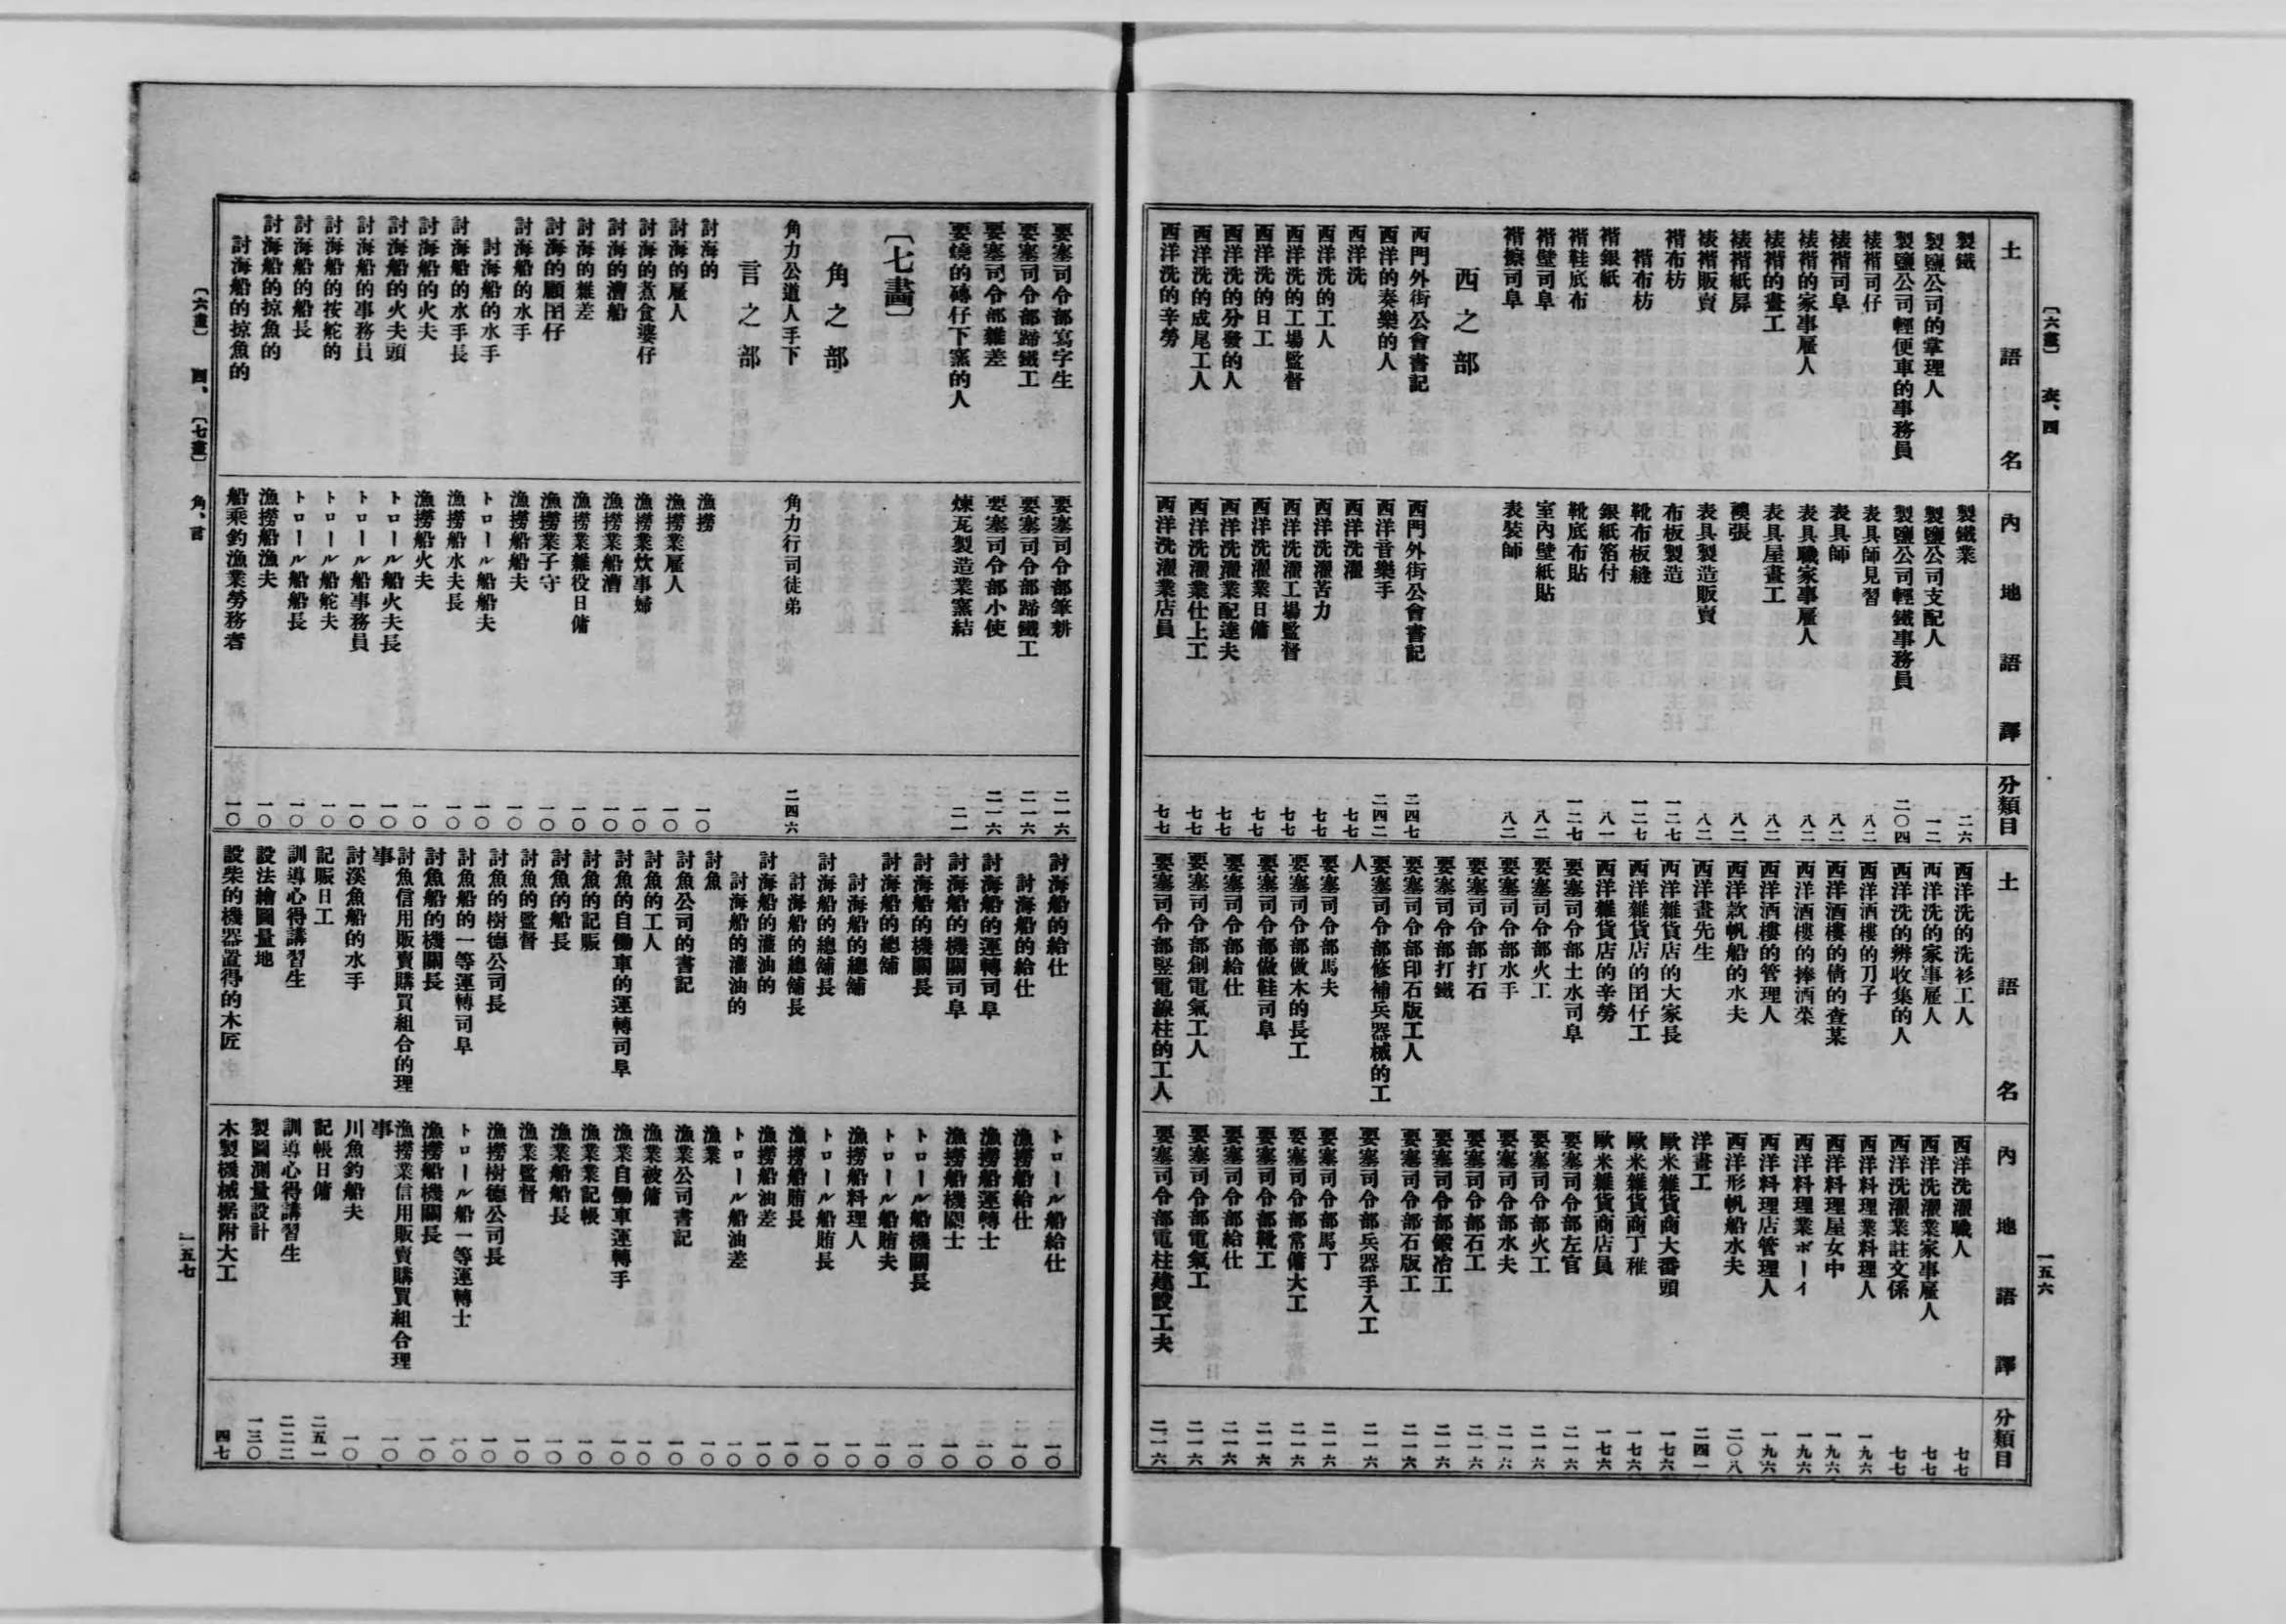 〔六畫〕 衣、西
土語名 內地語譯 分類目
製鐵 製鐵業 二六
製鹽公司的掌理人 製鹽公司支配人 一二
製鹽公司輕便車的事務員 製鹽公司輕鐵事務員 二〇四
裱褙司仔 表具師見習 八二
裱褙司阜 表具師 八二
裱褙的家事雇人 表具職家事雇人 八二
裱褙的畫工 表具屋畫工 八二
裱褙紙屏 襖張 八二
裱褙販賣 表具製造販賣 八二
褙布枋 布板製造 一二七
褙布枋 靴布板縫 一二七
褙銀紙 銀紙箔付 八一
褙鞋底布 靴底布貼 一二七
褙壁司阜 室內壁紙貼 八二
褙擦司阜 表裝師 八二
西之部
西門外街公會書記 西門外街公會書記 二四七
西洋的奏樂的人 西洋音樂手 二四二
西洋洗 西洋洗濯 七七
西洋洗的工人 西洋洗濯苦力 七七
西洋洗的工場監督 西洋洗濯工場監督 七七
西洋洗的日工 西洋洗濯業日傭 七七
西洋洗的分發的人 西洋洗濯業配達夫 七七
西洋洗的成尾工人 西洋洗濯業仕上工 七七
西洋洗的辛勞 西洋洗濯業店員 七七
土語名 內地語譯 分類目
西洋洗的洗衫工人 西洋洗濯職人 七七
西洋洗的家事雇人 西洋洗濯業家事雇人 七七
西洋洗的辨收集的人 西洋洗濯業註文係 七七
西洋酒樓的刀子 西洋料理業料理人 一九六
西洋酒樓的倩的査某 西洋料理屋女中 一九六
西洋酒樓的捧酒菜 西洋料理業ボーイ 一九六
西洋酒樓的管理人 西洋料理店管理人 一九六
西洋款帆船的水夫 西洋形帆船水夫 二〇八
西洋畫先生 洋畫工 二四一
西洋雜貨店的大家長 歐米雜貨商大番頭 一七六
西洋雜貨店的囝仔工 歐米雜貨商丁稚 一七六
西洋雜貨店的辛勞 歐米雜貨商店員 一七六
要塞司令部土水司阜 要塞司令部左官 二一六
要塞司令部火工 要塞司令部火工 二一六
要塞司令部水手 要塞司令部水夫 二一六
要塞司令部打石 要塞司令部石工 二一六
要塞司令部打鐵 要塞司令部鍛冶工 二一六
要塞司令部印石版工人 要塞司令部石版工 二一六
要塞司令部修補兵器械的工人 要塞司令部兵器手入工 二一六
要塞司令部馬夫 要塞司令部馬丁 二一六
要塞司令部做木的長工 要塞司令部常傭大工 二一六
要塞司令部做鞋司阜 要塞司令部靴工 二一六
要塞司令部給仕 要塞司令部給仕 二一六
要塞司令部創電氣工人 要塞司令部電氣工 二一六
要塞司令部竪電線柱的工人 要塞司令部電柱建設工夫 二一六
一五六
要塞司令部寫字生 要塞司令部筆耕 二一六
要塞司令部蹄鐵工 要塞司令部蹄鐵工 二一六
要塞司令部雜差 要塞司令部小使 二一六
要燒的磚仔下窯的人 煉瓦製造業窯結 二一
〔七畫〕
角之部
角力公道人手下 角力行司徒弟 二四六
言之部
討海的 漁撈 一〇
討海的雇人 漁撈業雇人 一〇
討海的煮食婆仔 漁撈業炊事婦 一〇
討海的漕船 漁撈業船漕 一〇
討海的雜差 漁撈業雜役日傭 一〇
討海的顧囝仔 漁撈業子守 一〇
討海船的水手 漁撈船船夫 一〇
討海船的水手 トロール船船夫 一〇
討海船的水手長 漁撈船水夫長 一〇
討海船的火夫 漁撈船火夫 一〇
討海船的火夫頭 トロール船火夫長 一〇
討海船的事務員 トロール船事務員 一〇
討海船的按舵的 トロール船舵夫 一〇
討海船的船長 トロール船船長 一〇
討海船的掠魚的 漁撈船漁夫 一〇
討海船的掠魚的 船乘釣漁業勞務者 一〇
討海船的給仕 トロール船給仕 一〇
討海船的給仕 漁撈船給仕 一〇
討海船的運轉司阜 漁撈船運轉士 一〇
討海船的機關司阜 漁撈船機關士 一〇
討海船的機關長 トロール船機關長 一〇
討海船的總舖 トロール船賄夫 一〇
討海船的總舖 漁撈船料理人 一〇
討海船的總舖長 トロール船賄長 一〇
討海船的總舖長 漁撈船賄長 一〇
討海船的灌油的 漁撈船油差 一〇
討海船的灌油的 トロール船油差 一〇
討魚 漁業 一〇
討魚公司的書記 漁業公司書記 一〇
討魚的工人 漁業被傭 一〇
討魚的自働車的運轉司阜 漁業自働車運轉手 一〇
討魚的記賬 漁業業記帳 一〇
討魚的船長 漁業船船長 一〇
討魚的監督 漁業監督 一〇
討魚的樹德公司長 漁撈樹德公司長 一〇
討魚船的一等運轉司阜 トロール船一等運轉士 一〇
討魚船的機關長 漁撈船機關長 一〇
討魚信用販賣購買組合的理事 漁撈業信用販賣購買組合理事 一〇
討溪魚船的水手 川魚釣船夫 一〇
記賬日工 記帳日傭 二五一
訓導心得講習生 訓導心得講習生 二二二
設法繪圖量地 製圖測量設計 一三〇
設柴的機器置得的木匠 木製機械据附大工 四七
〔六畫〕 西、〔七畫〕 角、言
一五七